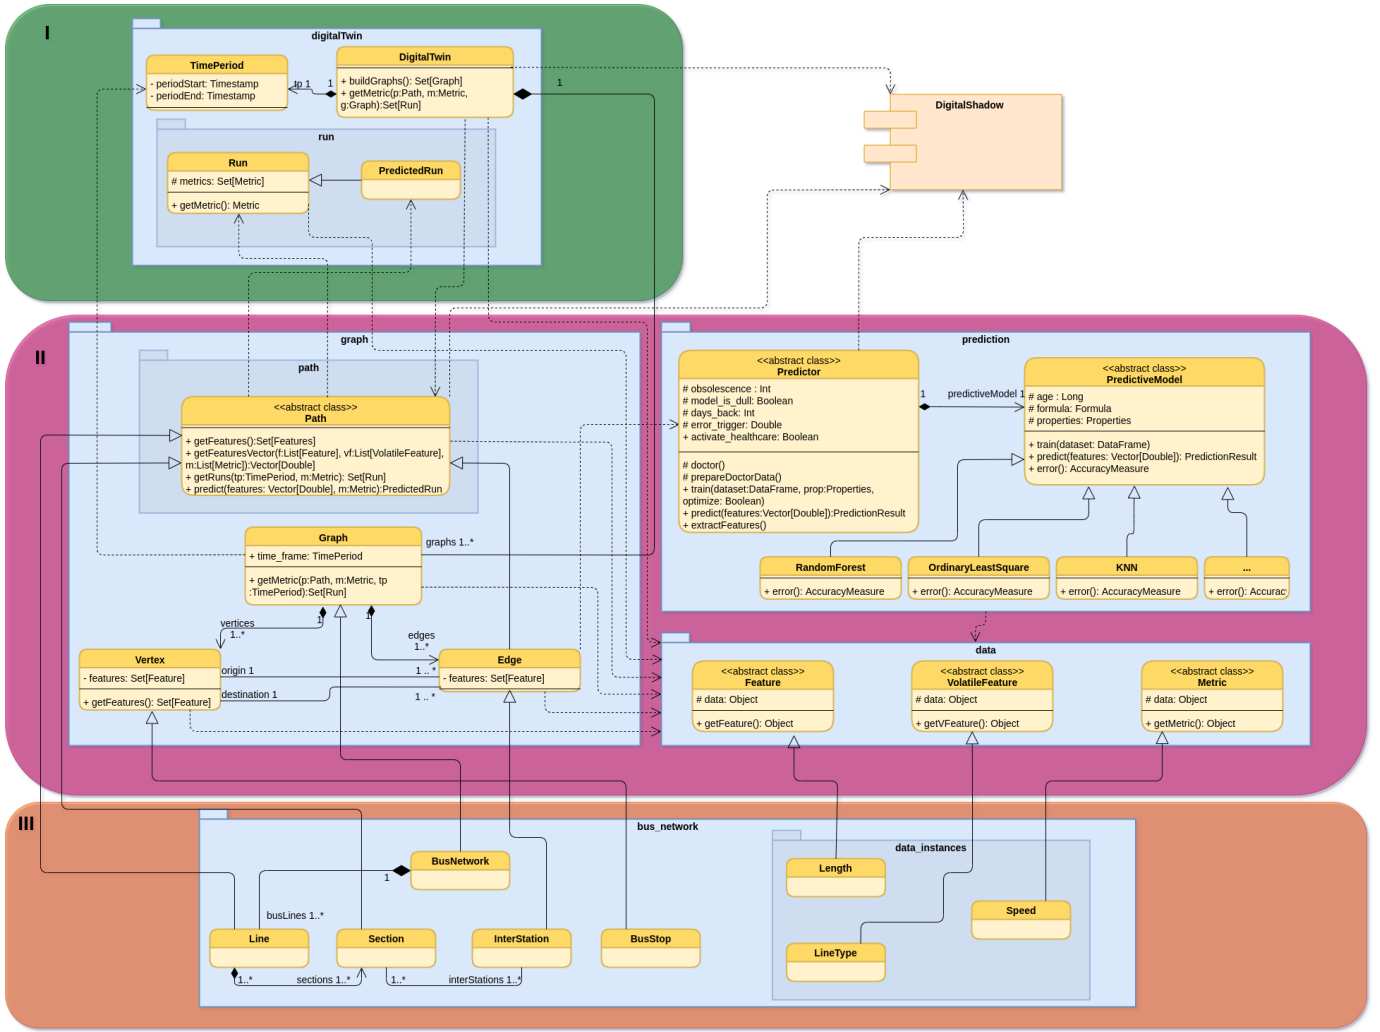 I
digitalTwin
TimePeriod
- periodStart: Timestamp
- periodEnd: Timestamp
tp 1
1
DigitalTwin
+ buildGraphs(): Set[Graph]
+ getMetric(p:Path, m:Metric,
g:Graph):Set[Run]
1
DigitalShadow
run
Run
# metrics: Set[Metric]
+ getMetric(): Metric
PredictedRun
II
graph
path
<<abstract class>>
Path
+ getFeatures():Set[Features]
+ getFeaturesVector(f:List[Feature], vf:List[VolatileFeature],
m:List[Metric]):Vector[Double]
+ getRuns(tp:TimePeriod, m:Metric): Set[Run]
+ predict(features: Vector[Double], m:Metric):PredictedRun
Graph
+ time_frame: TimePeriod
+ getMetric(p:Path, m:Metric, tp
:TimePeriod):Set[Run]
graphs 1..*
vertices
1..*
1
1
edges
1..*
Vertex
- features: Set[Feature]
+ getFeatures(): Set[Feature]
origin 1
1 .. *
destination 1
1 .. *
Edge
- features: Set[Feature]
prediction
<<abstract class>>
Predictor
# obsolescence : Int
# model_is_dull: Boolean
# days_back: Int
# error_trigger: Double
+ activate_healthcare: Boolean
# doctor()
# prepareDoctorData()
+ train(dataset:DataFrame, prop:Properties,
optimize: Boolean)
+ predict(features:Vector[Double]):PredictionResult
+ extractFeatures()
1
predictiveModel 1
<<abstract class>>
PredictiveModel
# age : Long
# formula: Formula
# properties: Properties
+ train(dataset: DataFrame)
+ predict(features: Vector[Double]): PredictionResult
+ error(): AccuracyMeasure
RandomForest
+ error(): AccuracyMeasure
OrdinaryLeastSquare
+ error(): AccuracyMeasure
KNN
+ error(): AccuracyMeasure
...
+ error(): Accurac
data
<<abstract class>>
Feature
# data: Object
+ getFeature(): Object
<<abstract class>>
VolatileFeature
# data: Object
+ getVFeature(): Object
<<abstract class>>
Metric
# data: Object
+ getMetric(): Object
III
bus_network
BusNetwork
1
busLines 1..*
Line
Section
InterStation
BusStop
1..*
sections 1..*
1..*
interStations 1..*
data_instances
Length
Speed
LineType